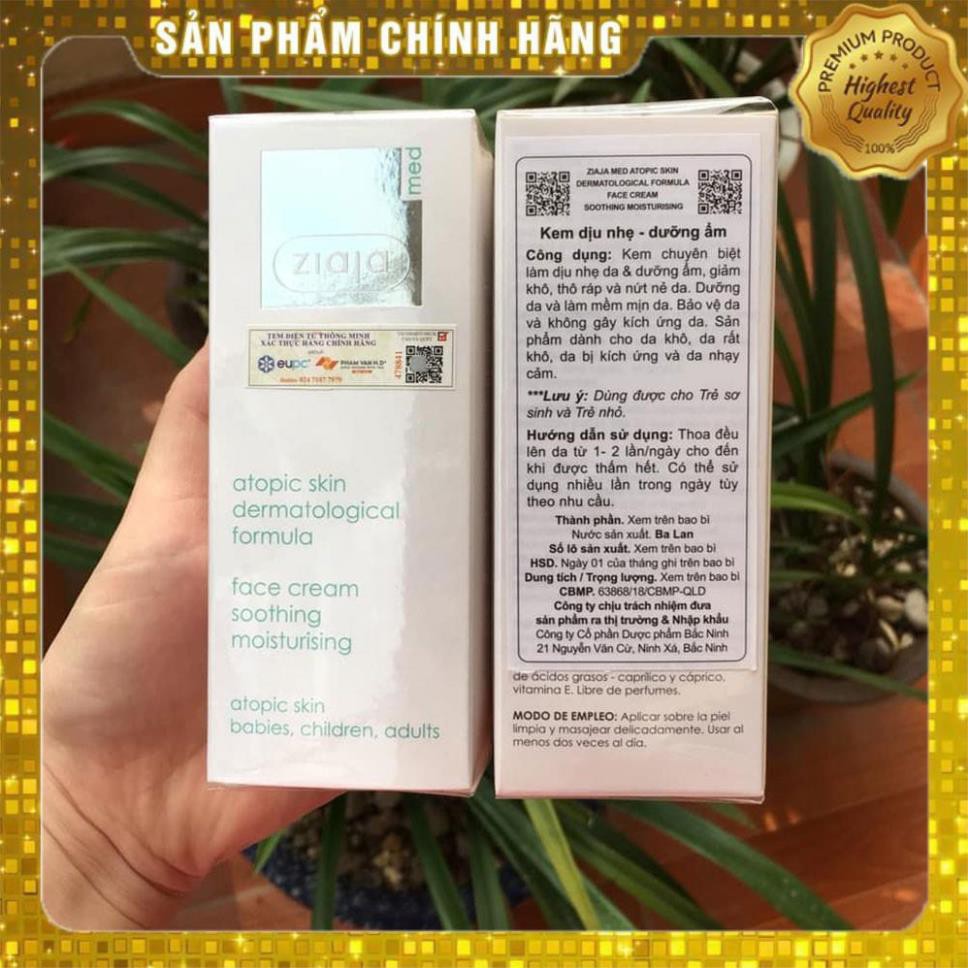 SẢN PHẨM CHÍNH HÃNG
PREMIUM PRODUCT
Highest
Quality
100%
med
ziaja
TEM ĐIỆN TỬ THÔNG MINH
XÁC THỰC HÀNG CHÍNH HÃNG
eupc
PHAM VAN H.D
hotline: 024 7107 7979
478841
atopic skin
dermatological
formula
face cream
soothing
moisturising
atopic skin
babies, children, adults
ZIAJA MED ATOPIC SKIN
DERMATOLOGICAL FORMULA
FACE CREAM
SOOTHING MOISTURISING
Kem dịu nhẹ - dưỡng ẩm
Công dụng: Kem chuyên biệt
làm dịu nhẹ da & dưỡng ẩm, giảm
khô, thô ráp và nứt nẻ da. Dưỡng
da và làm mềm mịn da. Bảo vệ da
và không gây kích ứng da. Sản
phẩm dành cho da khô, da rất
khô, da bị kích ứng và da nhạy
cảm.
***Lưu ý: Dùng được cho Trẻ sơ
sinh và Trẻ nhỏ.
Hướng dẫn sử dụng: Thoa đều
lên da từ 1- 2 lần/ngày cho đến
khi được thấm hết. Có thể sử
dụng nhiều lần trong ngày tùy
theo nhu cầu.
Thành phần. Xem trên bao bì
Nước sản xuất. Ba Lan
Số lô sản xuất. Xem trên bao bì
HSD. Ngày 01 của tháng ghi trên bao bì
Dung tích / Trọng lượng. Xem trên bao bì
CBMP. 63868/18/CBMP-QLD
Công ty chịu trách nhiệm đưa
sản phẩm ra thị trường & Nhập khẩu
Công ty Cổ phần Dược phẩm Bắc Ninh
21 Nguyễn Văn Cừ, Ninh Xá, Bắc Ninh
de ácidos grasos - caprílico y cáprico,
vitamina E. Libre de perfumes.
MODO DE EMPLEO: Aplicar sobre la piel
limpia y masajear delicadamente. Usar al
menos dos veces al día.